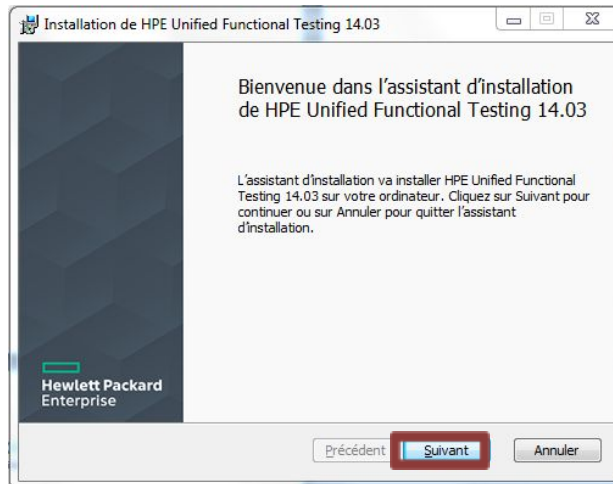 Installation de HPE Unified Functional Testing 14.03
Bienvenue dans l'assistant d'installation
de HPE Unified Functional Testing 14.03
L'assistant d'installation va installer HPE Unified Functional
Testing 14.03 sur votre ordinateur. Cliquez sur Suivant pour
continuer ou sur Annuler pour quitter l'assistant
d'installation.
Hewlett Packard
Enterprise
Précédent Suivant Annuler